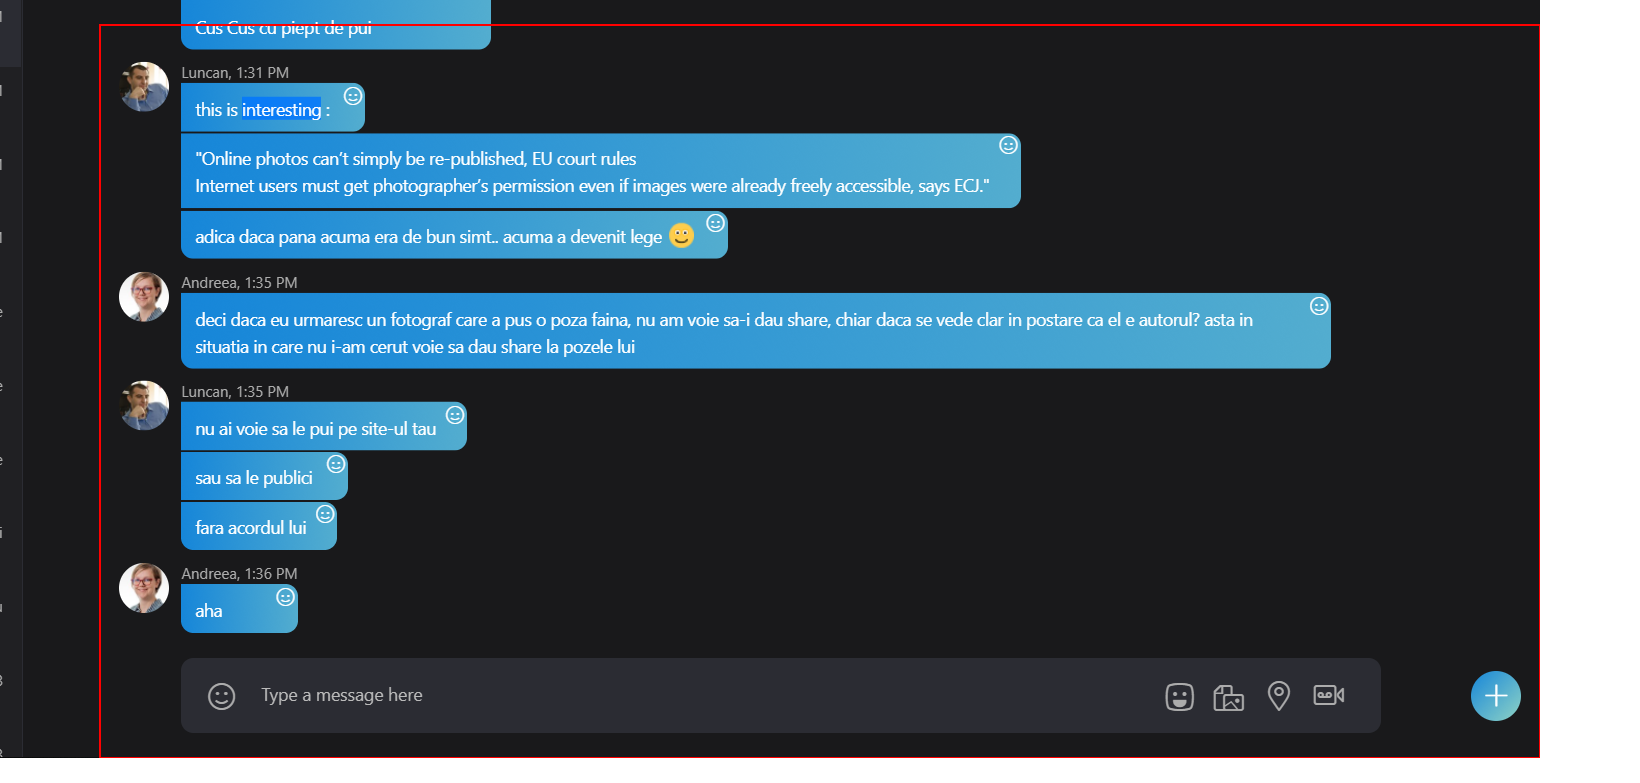 Cus Cus cu piept de pui
Luncan, 1:31 PM
this is interesting :
"Online photos can’t simply be re-published, EU court rules
Internet users must get photographer’s permission even if images were already freely accessible, says ECJ."
adica daca pana acuma era de bun simt.. acuma a devenit lege
Andreea, 1:35 PM
deci daca eu urmaresc un fotograf care a pus o poza faina, nu am voie sa-i dau share, chiar daca se vede clar in postare ca el e autorul? asta in
situatia in care nu i-am cerut voie sa dau share la pozele lui
Luncan, 1:35 PM
nu ai voie sa le pui pe site-ul tau
sau sa le publici
fara acordul lui
Andreea, 1:36 PM
aha
Type a message here